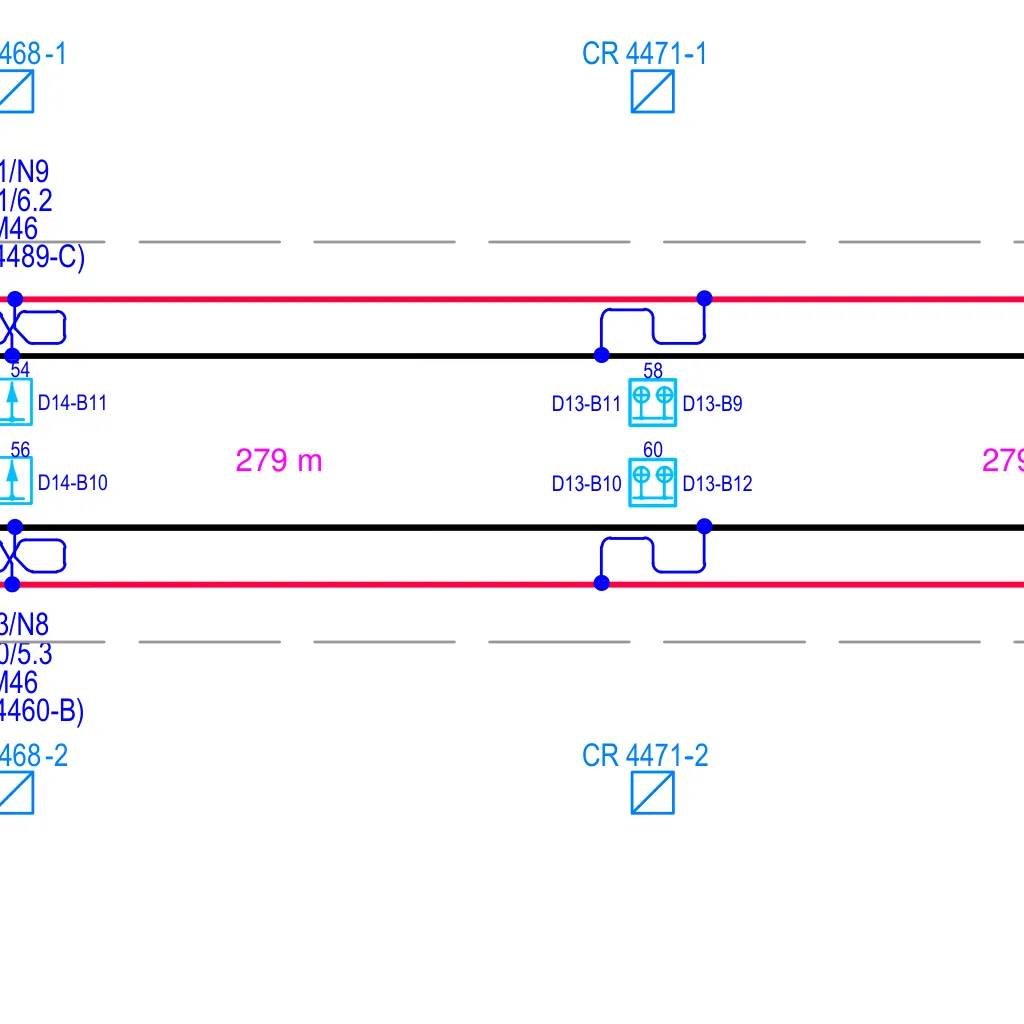 468-1
CR 4471-1
1/N9
1/6.2
M46
4489-C)
54
D14-B11
58
D13-B11
D13-B9
279 m
279
56
D14-B10
60
D13-B10
D13-B12
3/N8
0/5.3
M46
4460-B)
468-2
CR 4471-2